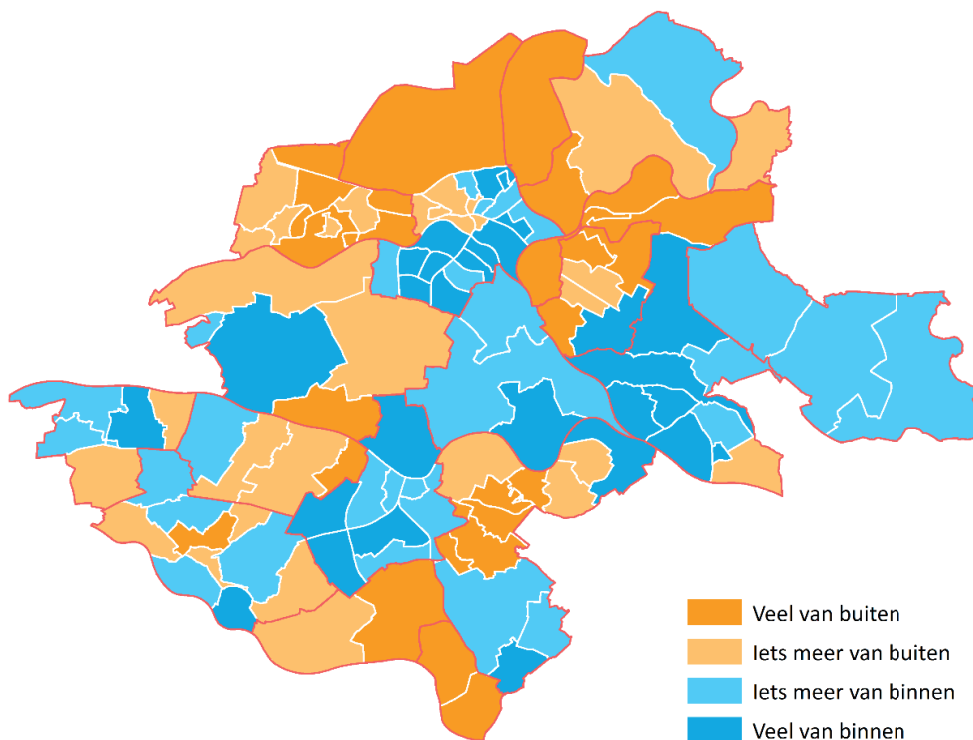 Veel van buiten
Iets meer van buiten
Iets meer van binnen
Veel van binnen